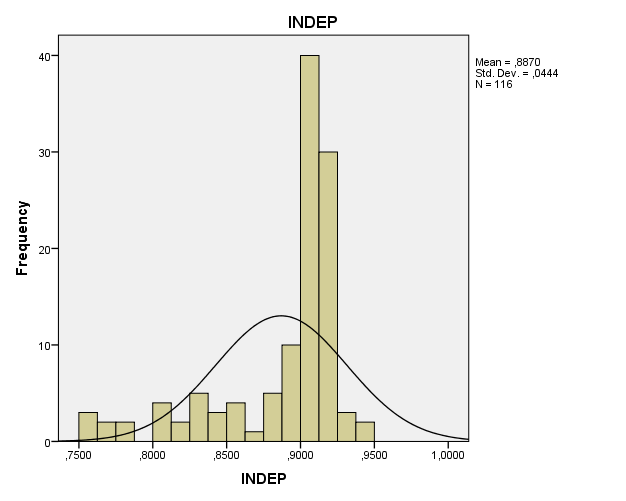 INDEP
Mean = ,8870
Std. Dev. = ,0444
N = 116
Frequency
40
30
20
10
0
,7500 ,8000 ,8500 ,9000 ,9500 1,0000
INDEP